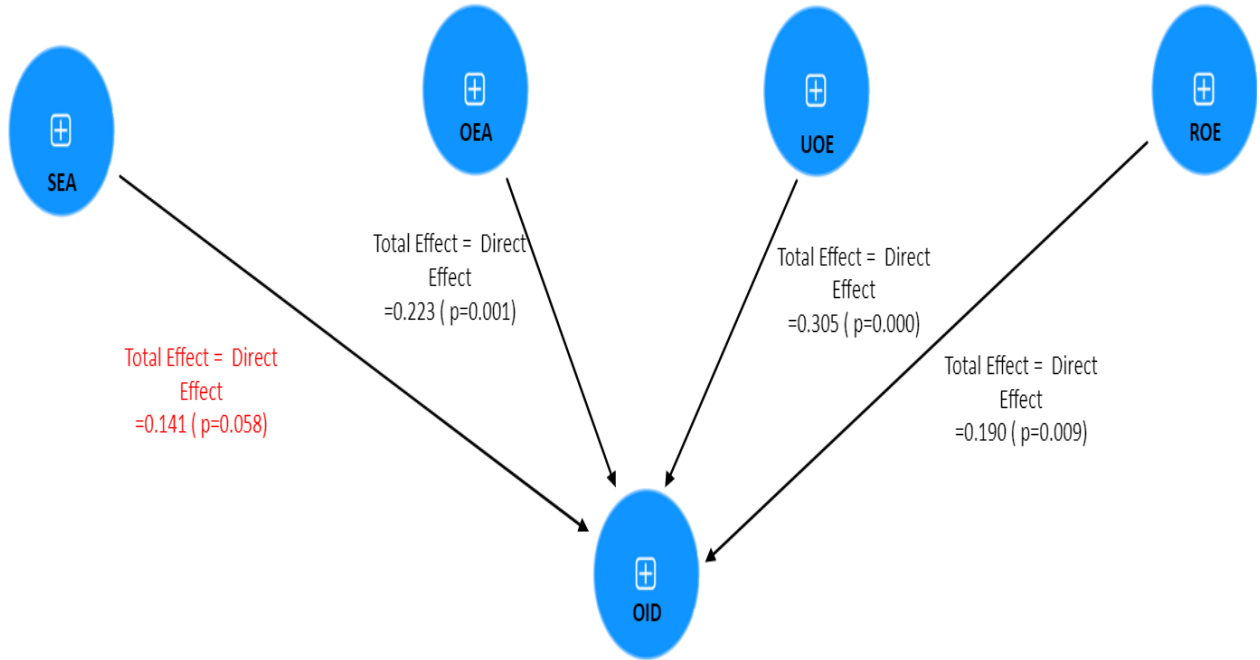 SEA
OEA
UOE
ROE
Total Effect =  Direct
Effect
=0.141 ( p=0.058)
Total Effect =  Direct
Effect
=0.223 ( p=0.001)
Total Effect =  Direct
Effect
=0.305 ( p=0.000)
Total Effect =  Direct
Effect
=0.190 ( p=0.009)
OID